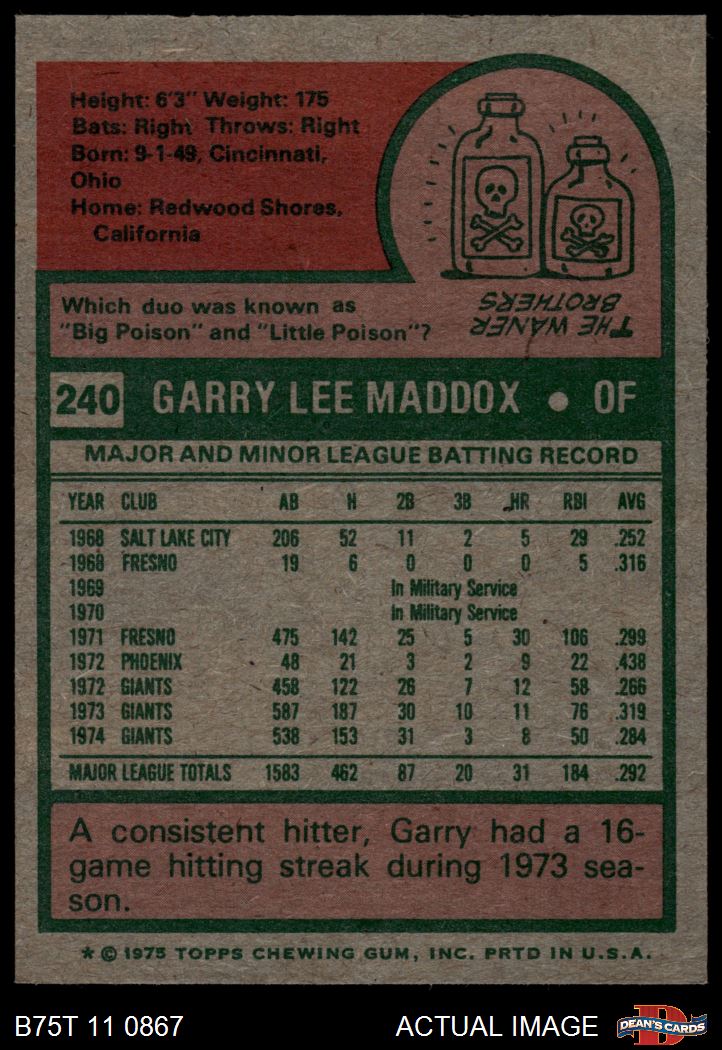 Height: 6'3" Weight: 175
Bats: Right Throws: Right
Born: 9-1-49, Cincinnati,
Ohio
Home: Redwood Shores,
California
Which duo was known as
"Big Poison" and "Little Poison"?
THE WANER
BROTHERS
240 GARRY LEE MADDOX • OF
MAJOR AND MINOR LEAGUE BATTING RECORD
YEAR CLUB AB H 2B 3B HR RBI AVG
1968 SALT LAKE CITY 206 52 11 2 5 29 .252
1968 FRESNO 19 6 0 0 0 5 .316
1969 In Military Service
1970 In Military Service
1971 FRESNO 475 142 25 5 30 106 .299
1972 PHOENIX 48 21 3 2 9 22 .438
1972 GIANTS 458 122 26 7 12 58 .266
1973 GIANTS 587 187 30 10 11 76 .319
1974 GIANTS 538 153 31 3 8 50 .284
MAJOR LEAGUE TOTALS 1583 462 87 20 31 184 .292
A consistent hitter, Garry had a 16-
game hitting streak during 1973 sea-
son.
* © 1975 TOPPS CHEWING GUM, INC. PRTD IN U.S.A.
B75T 11 0867 ACTUAL IMAGE D DEAN'S CARDS